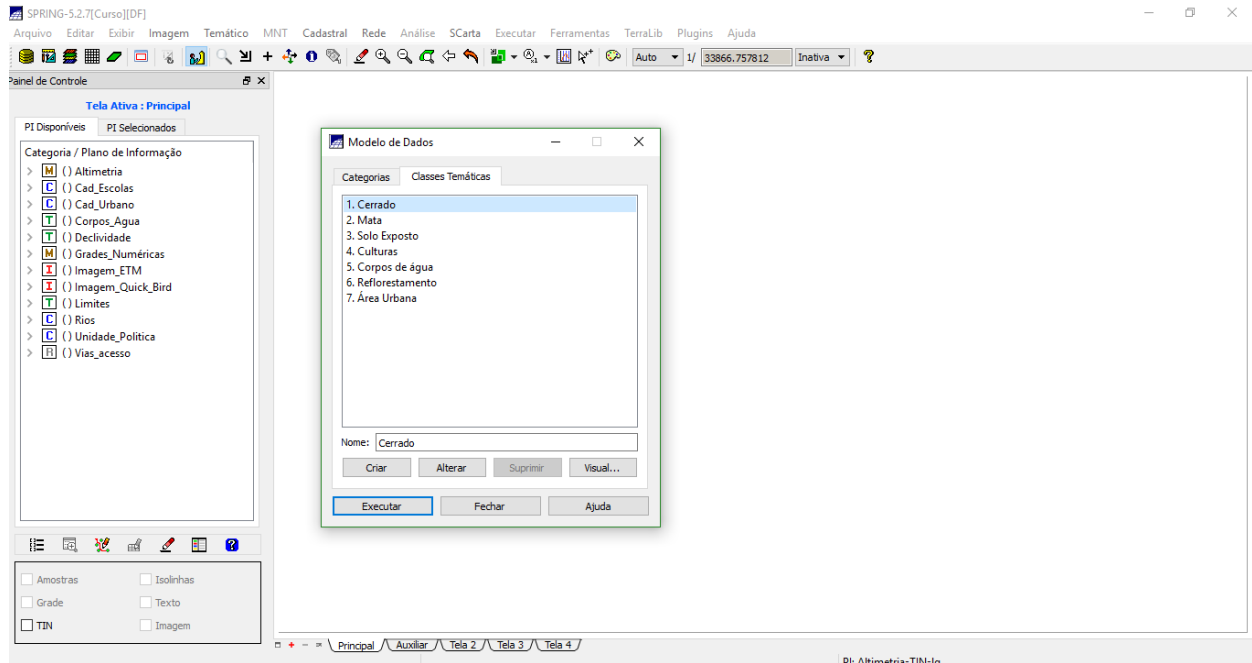 SPRING-5.2.7[Curso][DF]
Arquivo Editar Exibir Imagem Temático MNT Cadastral Rede Análise SCarta Executar Ferramentas TerraLib Plugins Ajuda
Auto 1/ 33866.757812 Inativa
Painel de Controle
Tela Ativa : Principal
PI Disponíveis PI Selecionados
Categoria / Plano de Informação
M () Altimetria
C () Cad_Escolas
C () Cad_Urbano
T () Corpos_Agua
T () Declividade
M () Grades_Numéricas
I () Imagem_ETM
I () Imagem_Quick_Bird
T () Limites
C () Rios
C () Unidade_Politica
R () Vias_acesso
Amostras Isolinhas
Grade Texto
TIN Imagem
Modelo de Dados
Categorias Classes Temáticas
1. Cerrado
2. Mata
3. Solo Exposto
4. Culturas
5. Corpos de água
6. Reflorestamento
7. Área Urbana
Nome: Cerrado
Criar Alterar Suprimir Visual...
Executar Fechar Ajuda
Principal Auxiliar Tela 2 Tela 3 Tela 4